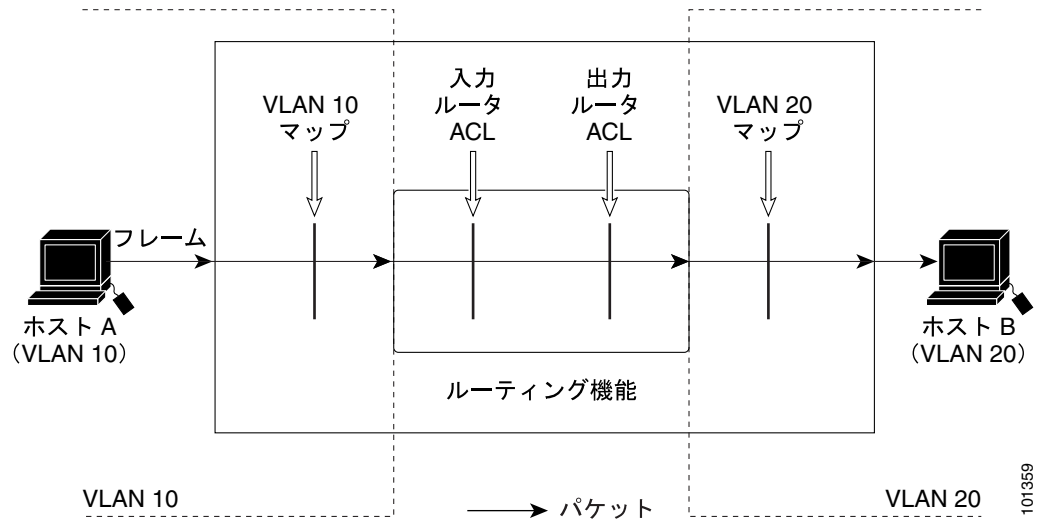 VLAN 10
マップ
入力
ルータ
ACL
出力
ルータ
ACL
VLAN 20
マップ
フレーム
ホスト A
（VLAN 10）
ホスト B
（VLAN 20）
ルーティング機能
VLAN 10
パケット
VLAN 20
101359